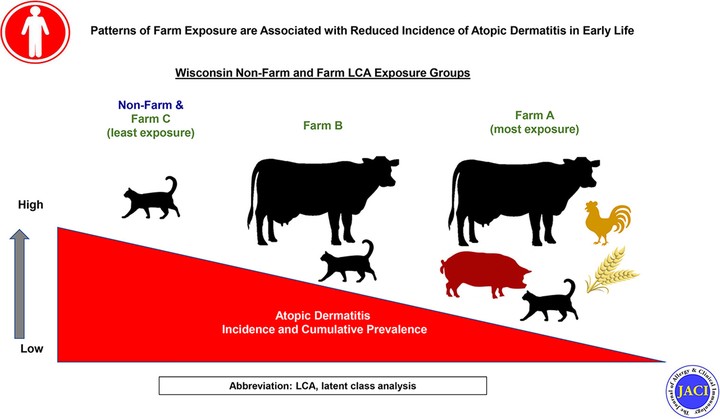 Patterns of Farm Exposure are Associated with Reduced Incidence of Atopic Dermatitis in Early Life
Wisconsin Non-Farm and Farm LCA Exposure Groups
Non-Farm &
Farm C
(least exposure)
Farm B
Farm A
(most exposure)
High
Low
Atopic Dermatitis
Incidence and Cumulative Prevalence
Abbreviation: LCA, latent class analysis
The Journal of Allergy & Clinical Immunology
JACI